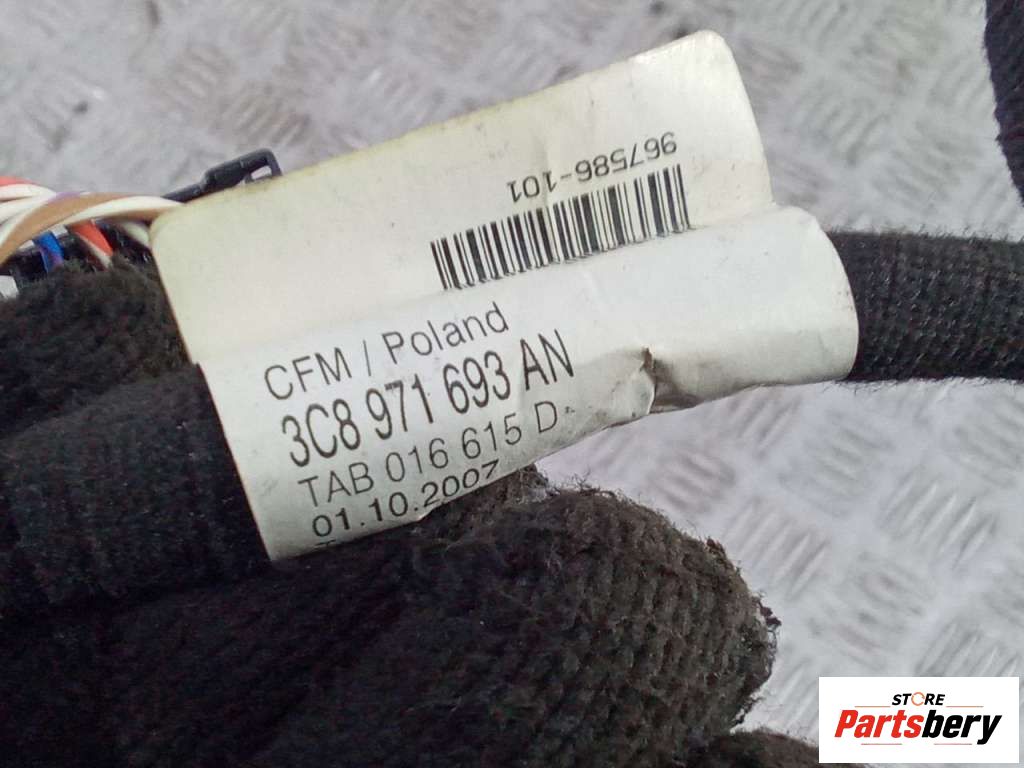 967586-101
CFM / Poland
3C8 971 693 AN
TAB 016 615 D
01.10.2007
STORE
Partsbery